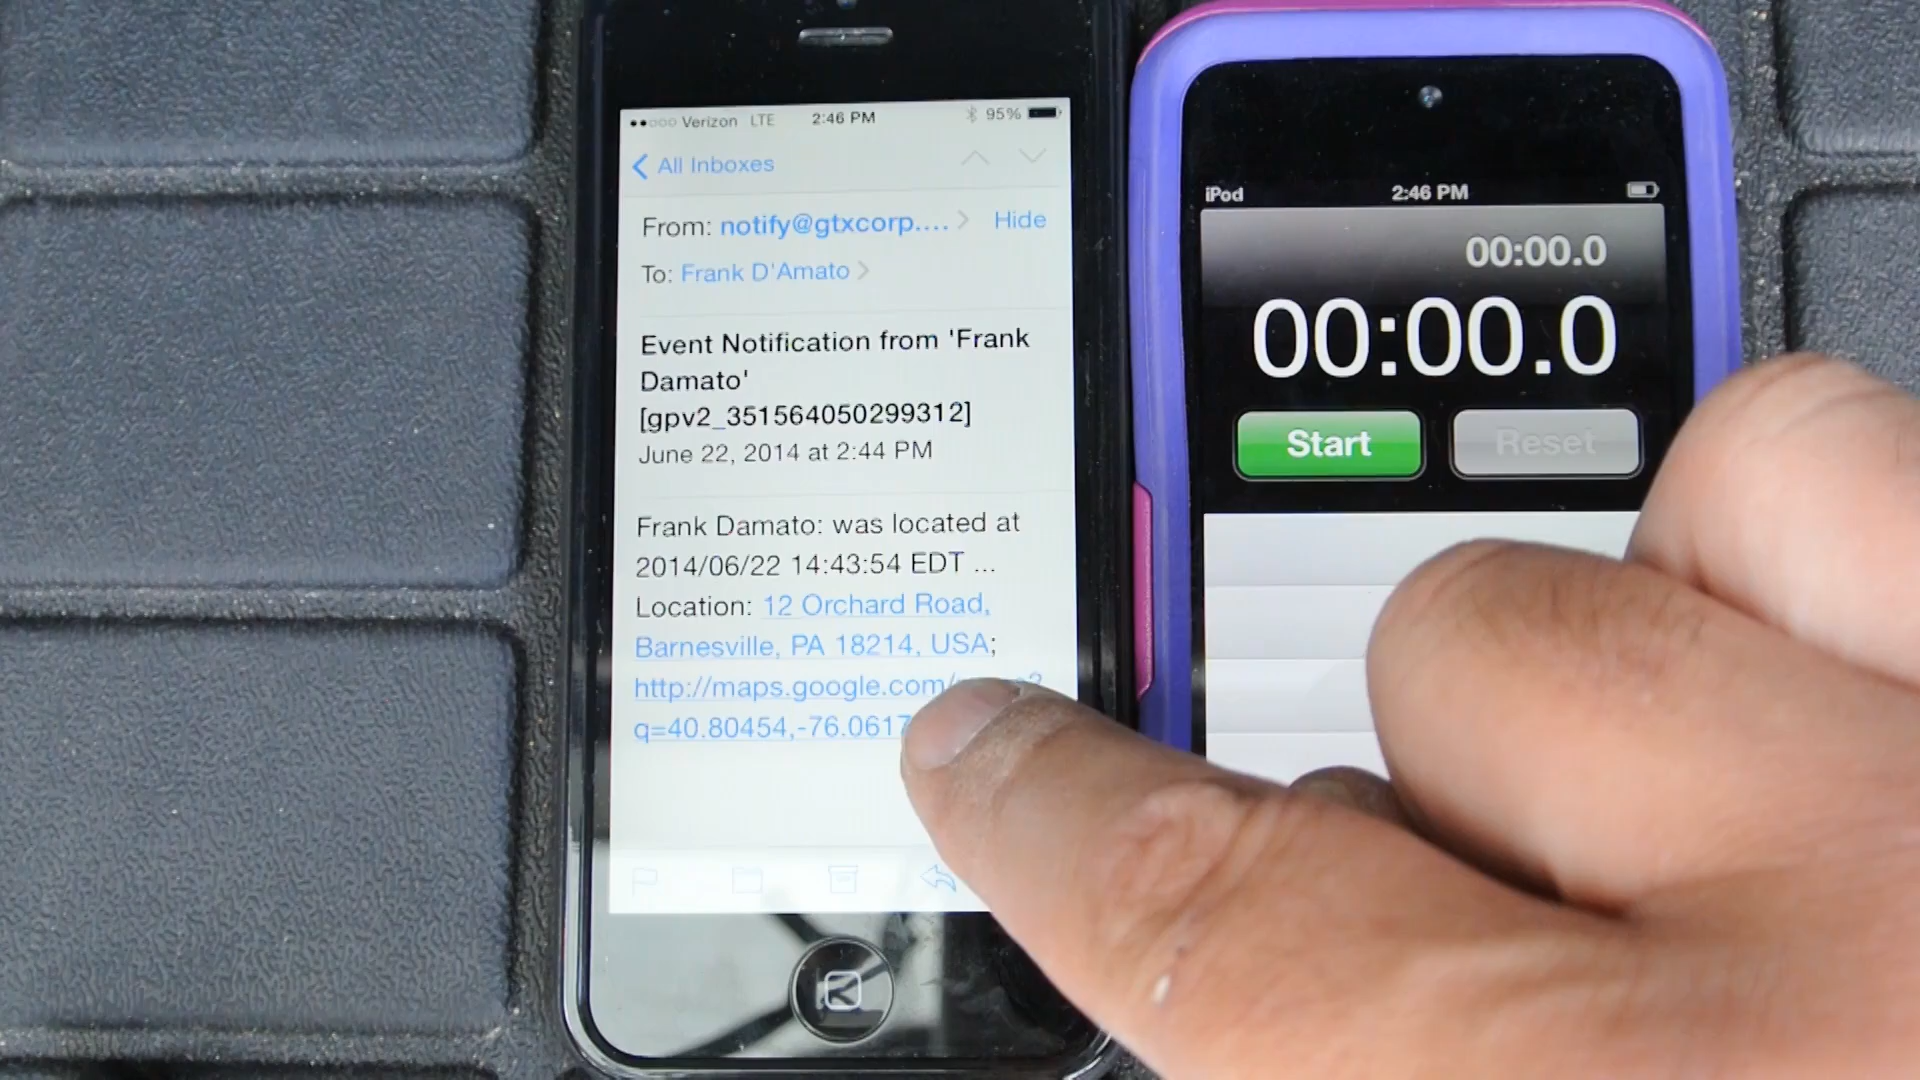 Verizon LTE 2:46 PM 95%
All Inboxes
From: notify@gtxcorp.... Hide
To: Frank D'Amato
Event Notification from 'Frank
Damato'
[gpv2_351564050299312]
June 22, 2014 at 2:44 PM
Frank Damato: was located at
2014/06/22 14:43:54 EDT ...
Location: 12 Orchard Road,
Barnesville, PA 18214, USA;
http://maps.google.com/
q=40.80454,-76.0617
iPod 2:46 PM
00:00.0
00:00.0
Start Reset